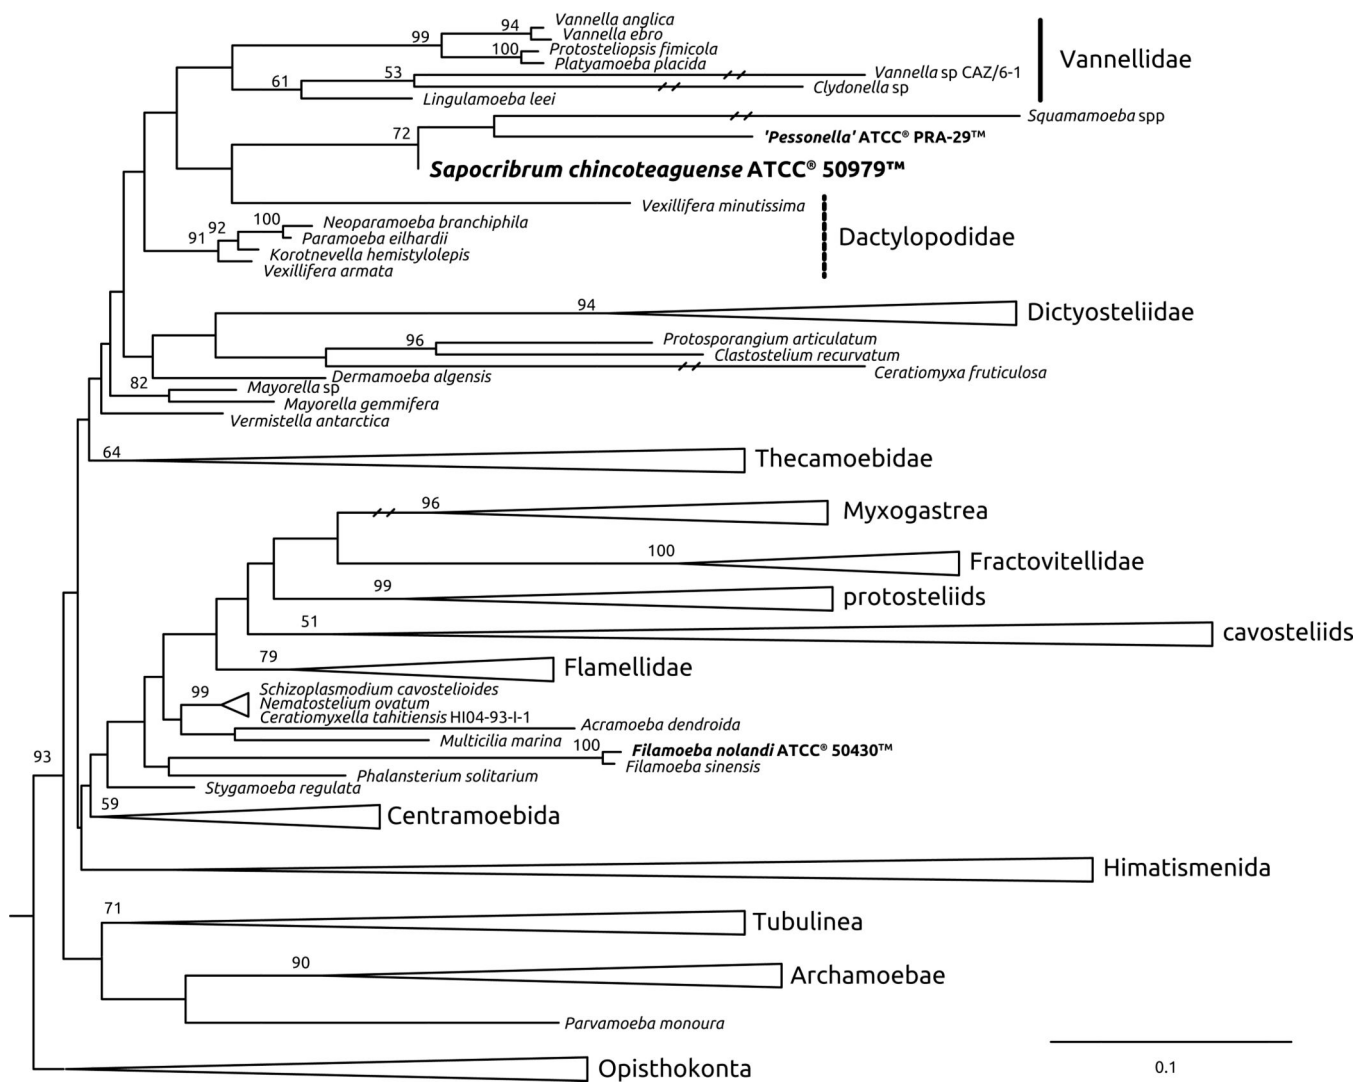 94
Vannella anglica
Vannella ebro
99
100
Protosteliopsis fimicola
Platyamoeba placida
Vannellidae
61
53
Vannella sp CAZ/6-1
Clydonella sp
Lingulamoeba leei
Squamamoeba spp
72
'Pessonella' ATCC® PRA-29™
Sapocribrum chincoteaguense ATCC® 50979™
Vexillifera minutissima
Dactylopodidae
91
92
100
Neoparamoeba branchiphila
Paramoeba eilhardii
Korotnevella hemistylolepis
Vexillifera armata
94
Dictyosteliidae
96
Protosporangium articulatum
Clastostelium recurvatum
Ceratiomyxa fruticulosa
Dermamoeba algensis
82
Mayorella sp
Mayorella gemmifera
Vermistella antarctica
64
Thecamoebidae
96
Myxogastrea
100
Fractovitellidae
99
protosteliids
51
cavosteliids
79
Flamellidae
99
Schizoplasmodium cavostelioides
Nematostelium ovatum
Ceratiomyxella tahitiensis HI04-93-I-1
Acramoeba dendroida
Multicilia marina
100
Filamoeba nolandi ATCC® 50430™
Filamoeba sinensis
Phalansterium solitarium
Stygamoeba regulata
93
59
Centramoebida
Himatismenida
71
Tubulinea
90
Archamoebae
Parvamoeba monoura
Opisthokonta
0.1